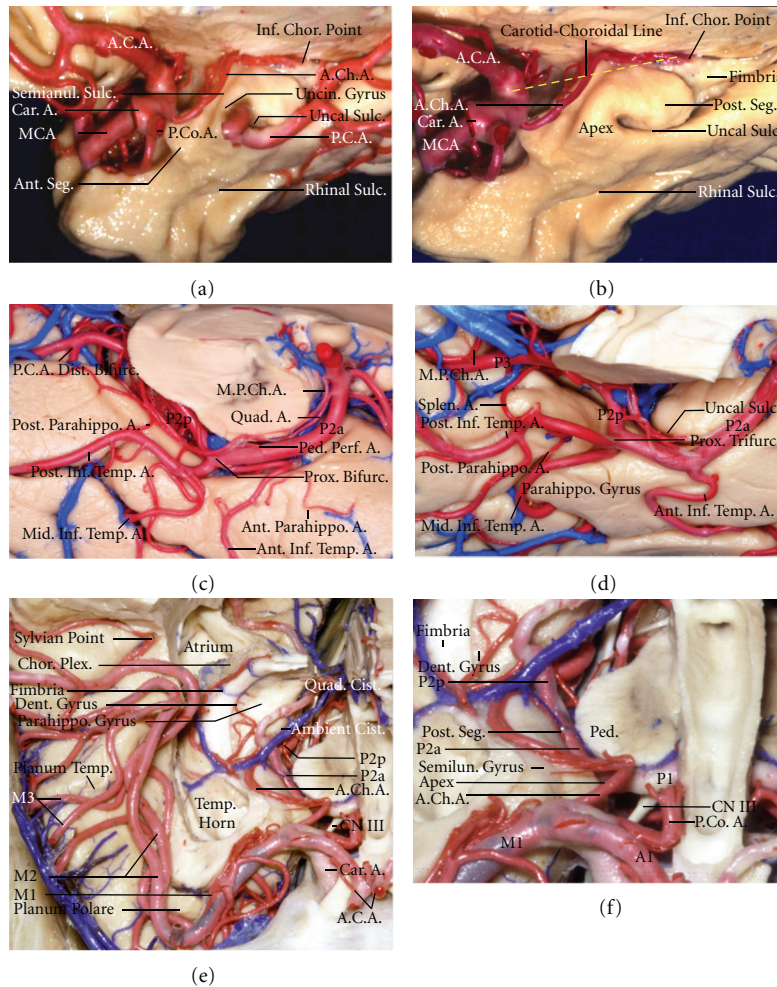 A.C.A.
Inf. Chor. Point
A.Ch.A.
Semianul. Sulc.
Uncin. Gyrus
Car. A.
Uncal Sulc.
MCA
P.Co.A.
P.C.A.
Ant. Seg.
Rhinal Sulc.
(a)
Carotid-Choroidal Line
Inf. Chor. Point
A.C.A.
Fimbria
A.Ch.A.
Post. Seg.
Car. A.
Apex
Uncal Sulc
MCA
Rhinal Sulc.
(b)
P.C.A. Dist. Bifurc.
M.P.Ch.A.
Quad. A.
Post. Parahippo. A.
P2p
P2a
Ped. Perf. A.
Post. Inf. Temp. A.
Prox. Bifurc.
Mid. Inf. Temp. A.
Ant. Parahippo. A.
Ant. Inf. Temp. A.
(c)
P3
M.P.Ch.A.
Splen. A.
P2p
Uncal Sulc.
Post. Inf. Temp. A.
P2a
Prox. Trifurc.
Post. Parahippo. A.
Parahippo. Gyrus
Ant. Inf. Temp. A.
Mid. Inf. Temp. A.
(d)
Sylvian Point
Atrium
Chor. Plex.
Fimbria
Quad. Cist.
Dent. Gyrus
Parahippo. Gyrus
Ambient Cist.
P2p
Planum Temp.
P2a
A.Ch.A.
M3
Temp.
Horn
CN III
M2
Car. A.
M1
Planum Polare
A.C.A.
(e)
Fimbria
Dent. Gyrus
P2p
Post. Seg.
Ped.
P2a
Semilun. Gyrus
P1
Apex
A.Ch.A.
CN III
P.Co. A.
M1
A1
(f)